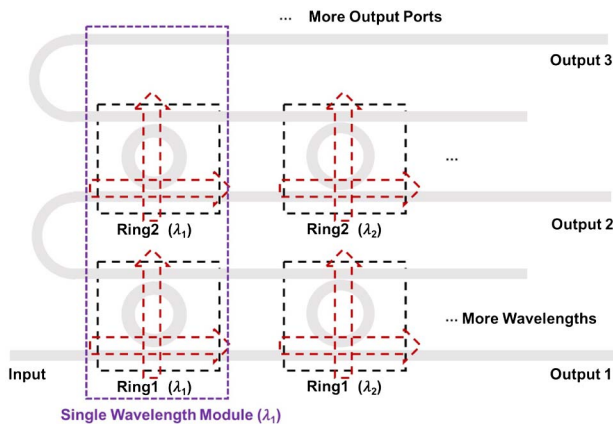 ... More Output Ports
Output 3
...
Ring2 (λ₁)
Ring2 (λ₂)
Output 2
... More Wavelengths
Input
Ring1 (λ₁)
Ring1 (λ₂)
Output 1
Single Wavelength Module (λ₁)